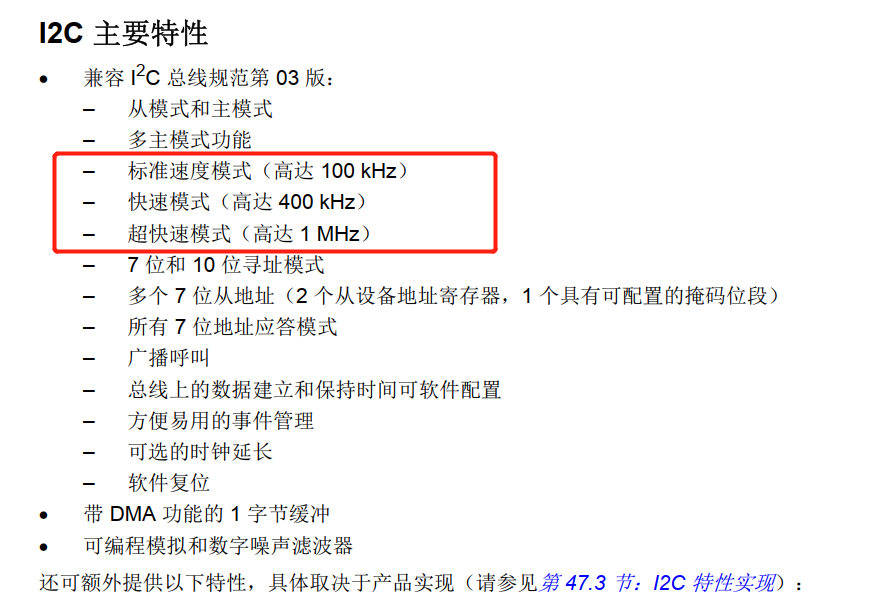 I2C 主要特性
• 兼容 I2C 总线规范第 03 版：
– 从模式和主模式
– 多主模式功能
– 标准速度模式（高达 100 kHz）
– 快速模式（高达 400 kHz）
– 超快速模式（高达 1 MHz）
– 7 位和 10 位寻址模式
– 多个 7 位从地址（2 个从设备地址寄存器，1 个具有可配置的掩码位段）
– 所有 7 位地址应答模式
– 广播呼叫
– 总线上的数据建立和保持时间可软件配置
– 方便易用的事件管理
– 可选的时钟延长
– 软件复位
• 带 DMA 功能的 1 字节缓冲
• 可编程模拟和数字噪声滤波器
还可额外提供以下特性，具体取决于产品实现（请参见第 47.3 节：I2C 特性实现）：